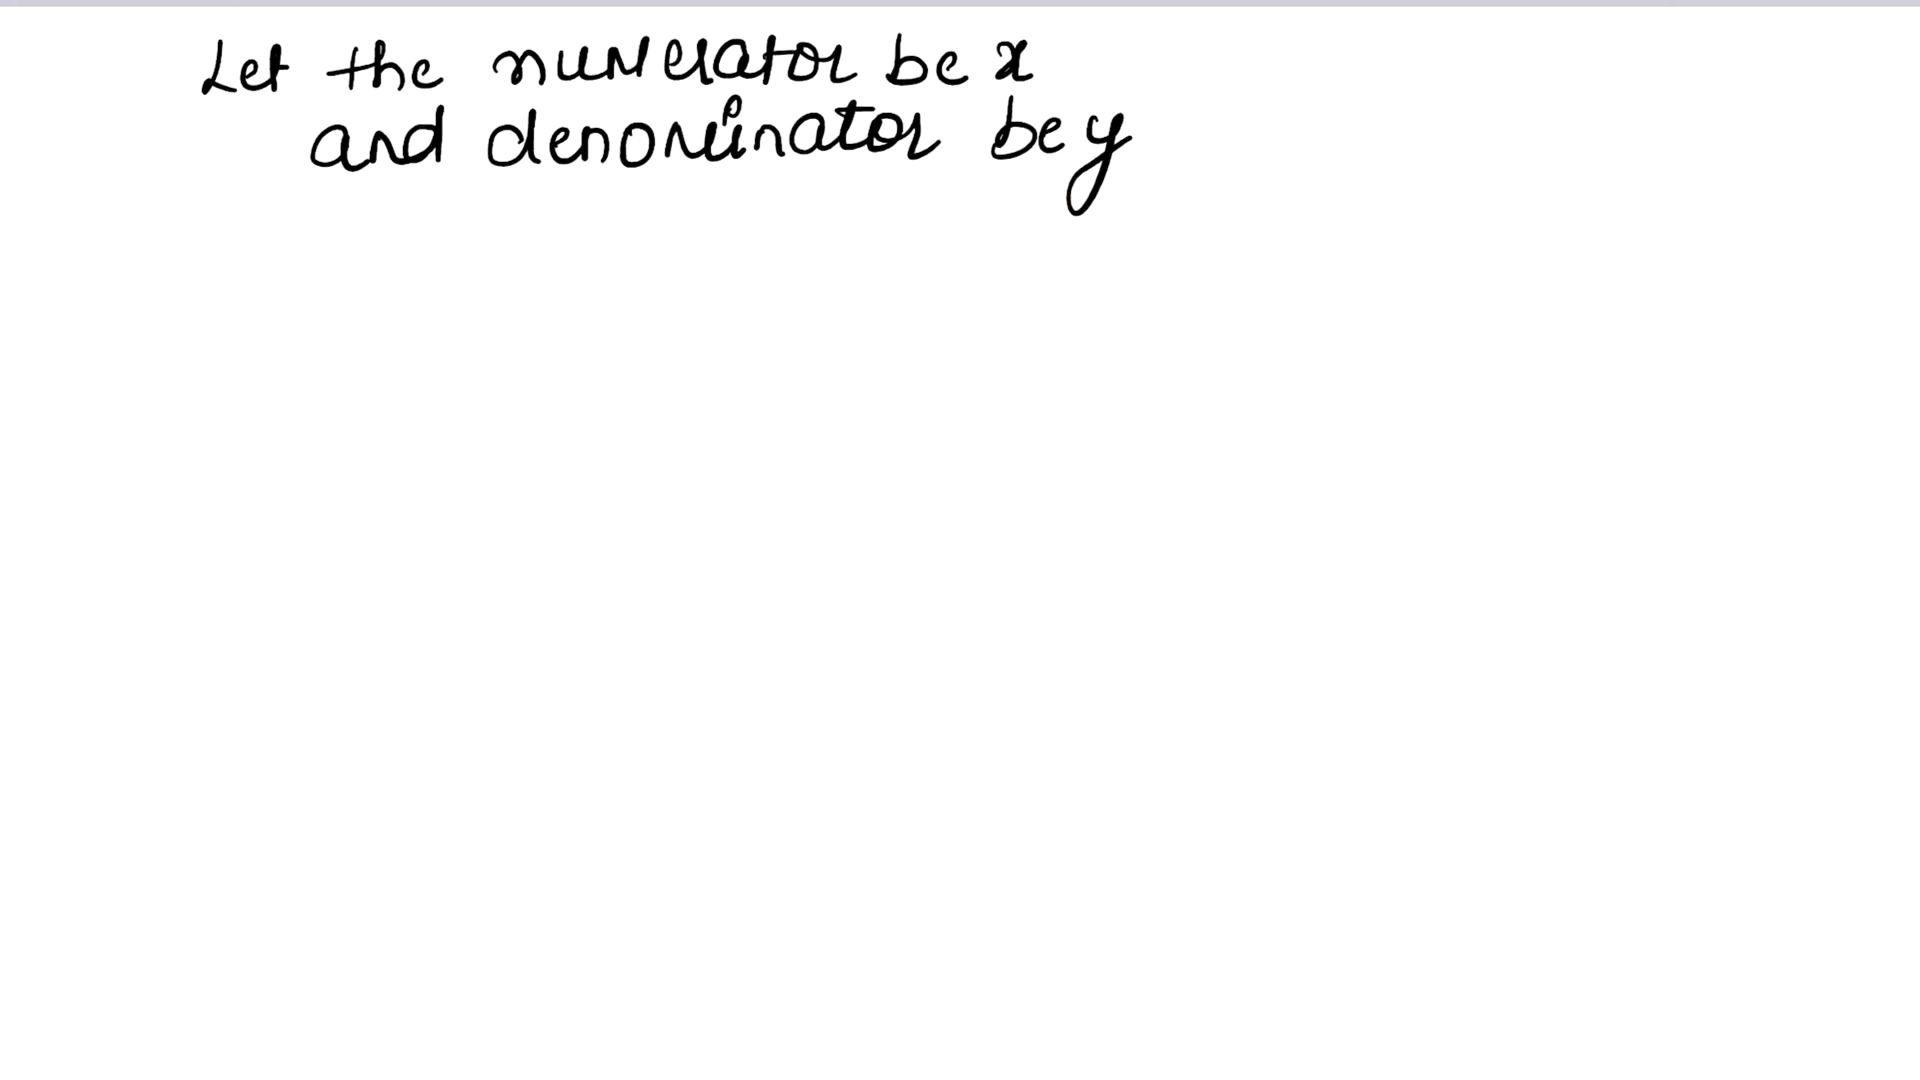 Let the numerator be x
and denominator be y